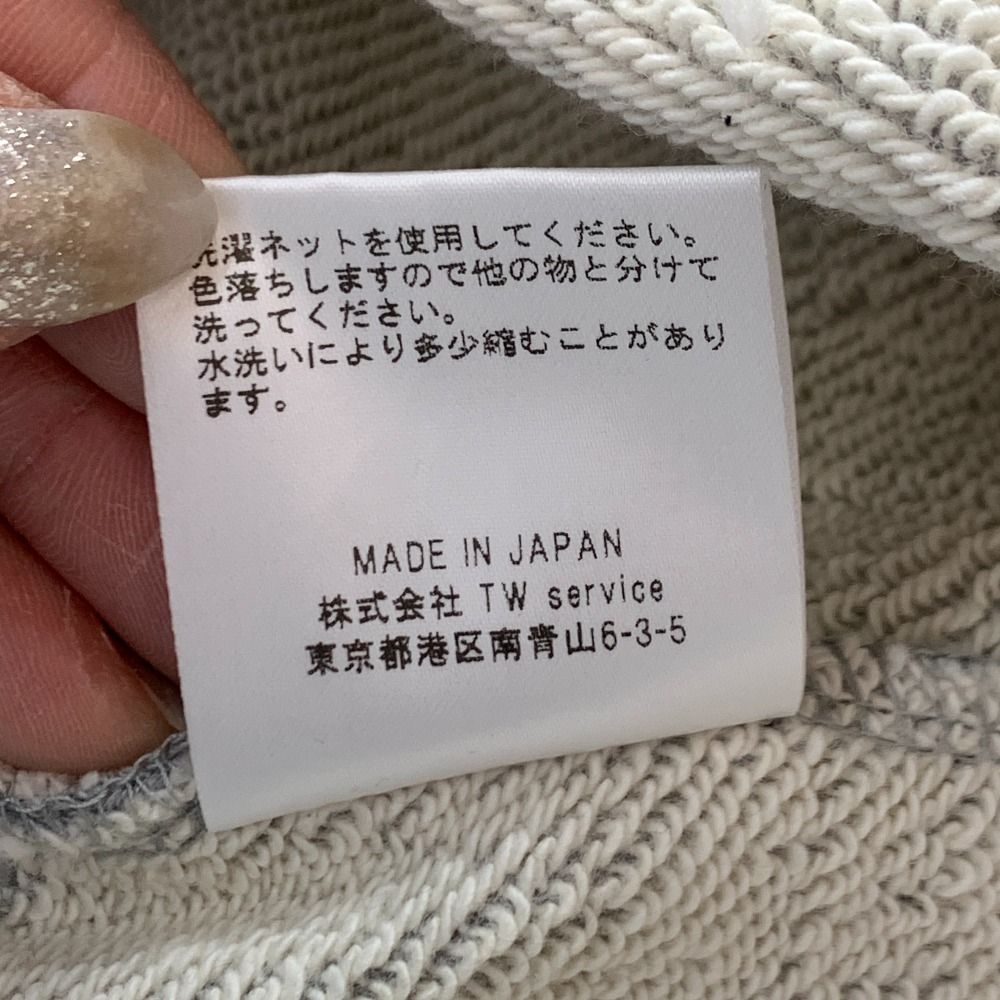 洗濯ネットを使用してください。
色落ちしますので他の物と分けて
洗ってください。
水洗いにより多少縮むことがあり
ます。
MADE IN JAPAN
株式会社 TW service
東京都港区南青山6-3-5